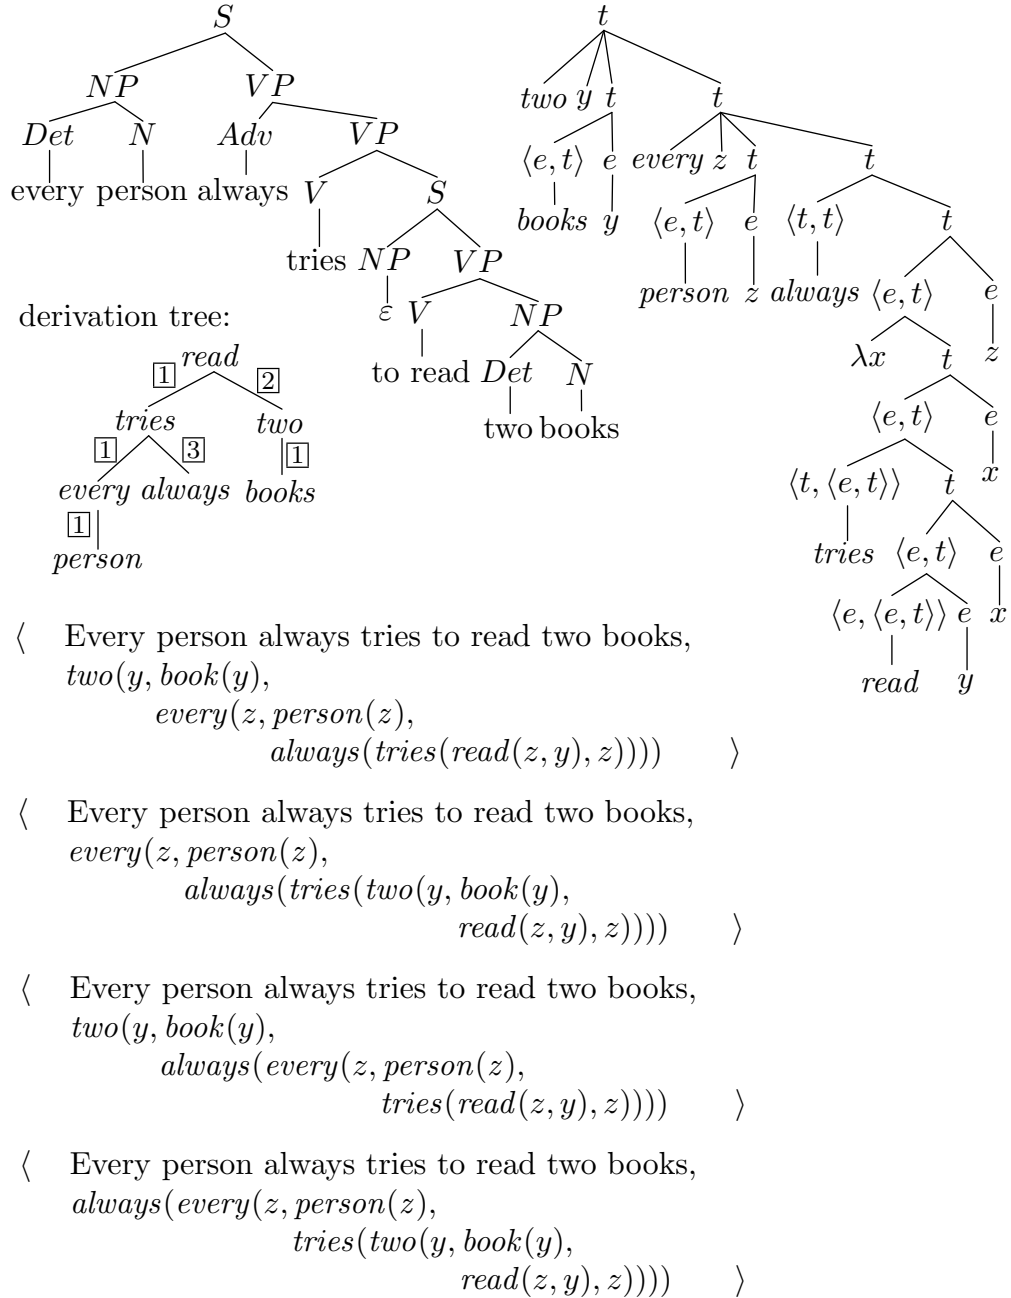 S
NP VP
Det N Adv VP
every person always V S
tries NP VP
ε V NP
to read Det N
two books
t
two y t t
⟨e, t⟩ e every z t t
books y ⟨e, t⟩ e ⟨t, t⟩ t
person z always ⟨e, t⟩ e
λx t z
⟨e, t⟩ e
⟨t, ⟨e, t⟩⟩ t x
tries ⟨e, t⟩ e
⟨e, ⟨e, t⟩⟩ e x
read y
derivation tree:
read
1 2
tries two
1 3 1
every always books
1
person
⟨ Every person always tries to read two books,
two(y, book(y),
every(z, person(z),
always(tries(read(z, y), z)))) ⟩
⟨ Every person always tries to read two books,
every(z, person(z),
always(tries(two(y, book(y),
read(z, y), z)))) ⟩
⟨ Every person always tries to read two books,
two(y, book(y),
always(every(z, person(z),
tries(read(z, y), z)))) ⟩
⟨ Every person always tries to read two books,
always(every(z, person(z),
tries(two(y, book(y),
read(z, y), z)))) ⟩